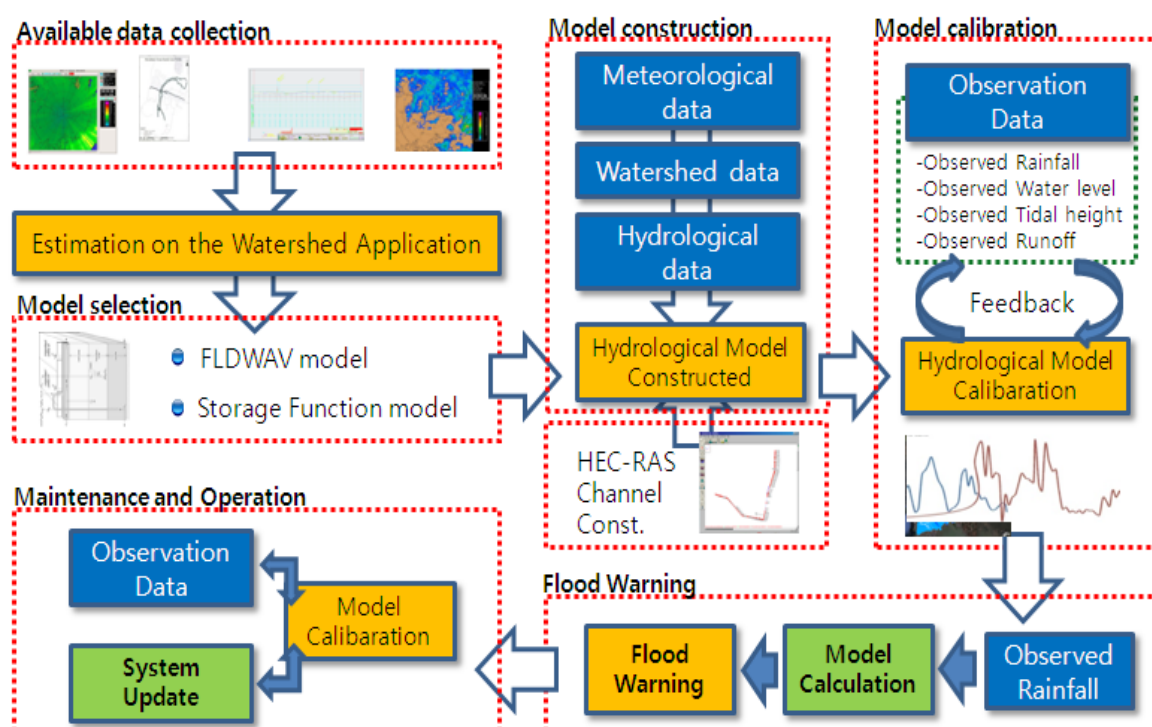 Available data collection
Estimation on the Watershed Application
Model selection
FLDWAV model
Storage Function model
Model construction
Meteorological
data
Watershed data
Hydrological
data
Hydrological Model
Constructed
HEC-RAS
Channel
Const.
Model calibration
Observation
Data
-Observed Rainfall
-Observed Water level
-Observed Tidal height
-Observed Runoff
Feedback
Hydrological Model
Calibaration
Flood Warning
Observed
Rainfall
Model
Calculation
Flood
Warning
Maintenance and Operation
Observation
Data
Model
Calibaration
System
Update